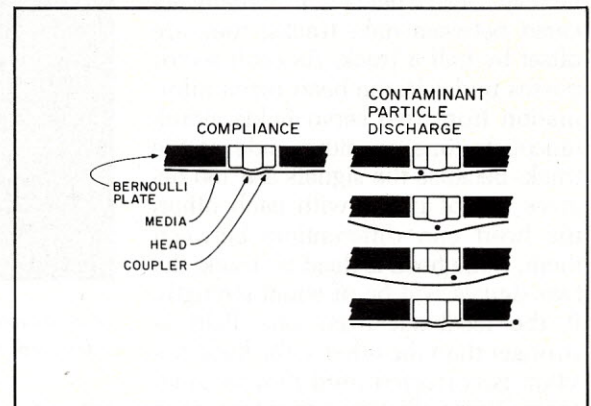 COMPLIANCE
BERNOULLI
PLATE
MEDIA
HEAD
COUPLER
CONTAMINANT
PARTICLE
DISCHARGE